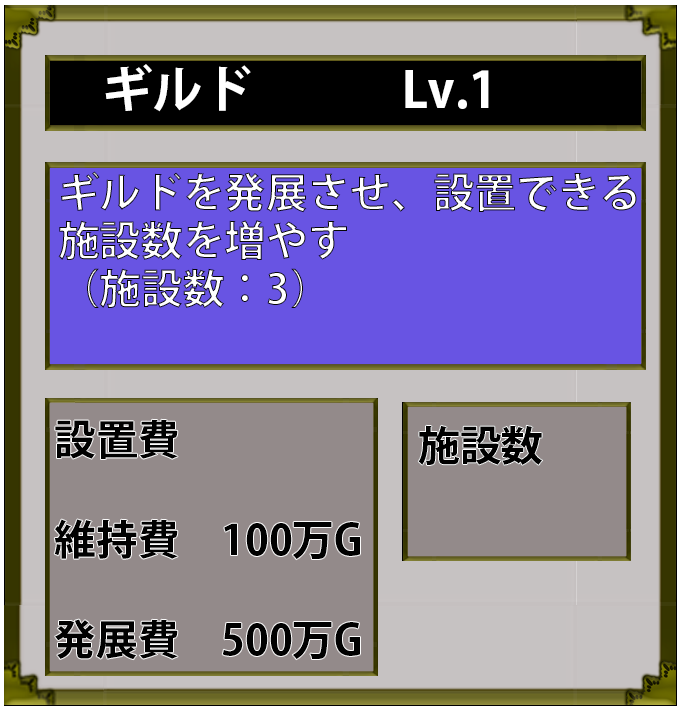 ギルド Lv.1
ギルドを発展させ、設置できる
施設数を増やす
（施設数：3）
設置費
維持費 100万G
発展費 500万G
施設数